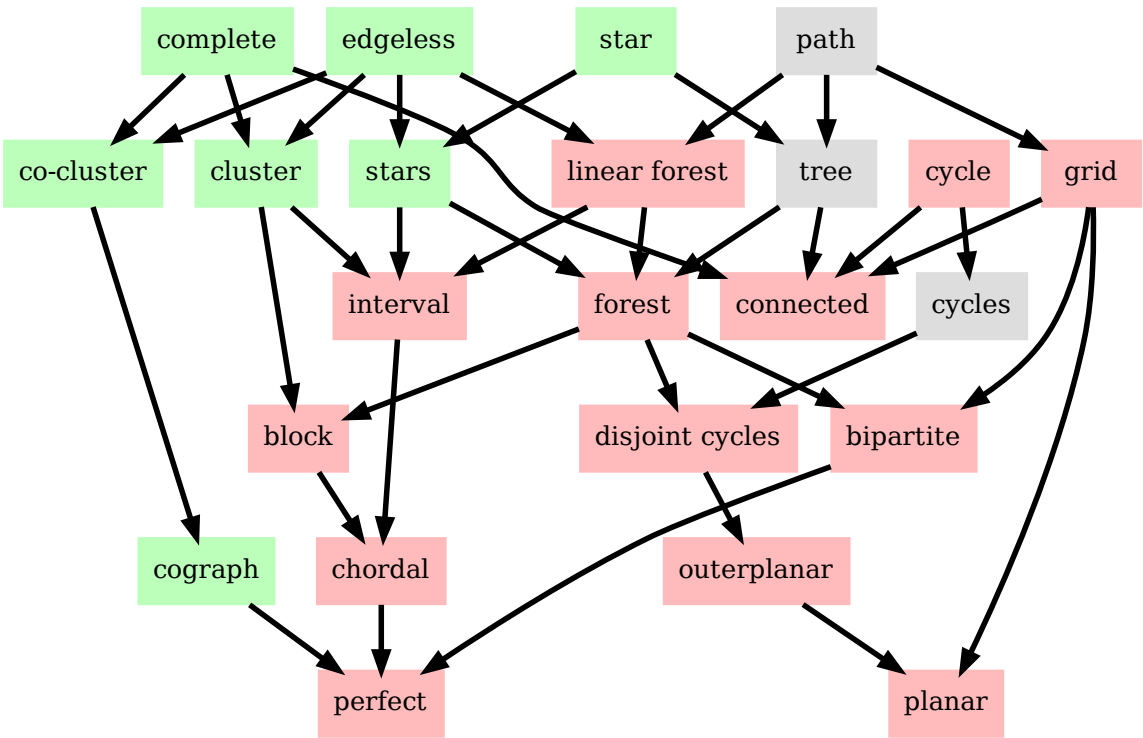 complete
edgeless
star
path
co-cluster
cluster
stars
linear forest
tree
cycle
grid
interval
forest
connected
cycles
block
disjoint cycles
bipartite
cograph
chordal
outerplanar
perfect
planar